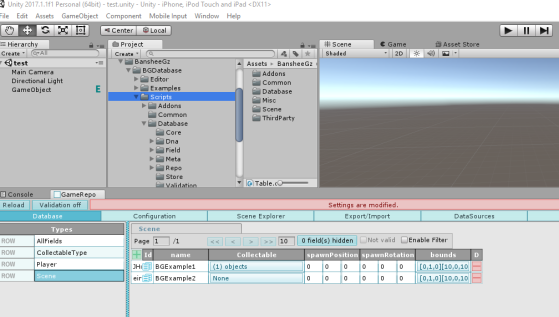 Unity 2017.1.1f1 Personal (64bit) - test.unity - Unity - iPhone, iPod Touch and iPad <DX11>
File Edit Assets GameObject Component Mobile Input Window Help
Center Local
Hierarchy Project Scene Game Asset Store
Create All Create Shaded 2D
test BansheeGz Assets BansheeGz
Main Camera BGDatabase Addons
Directional Light Editor Common
GameObject E Examples Database
Scripts Misc
Addons Scene
Common ThirdParty
Database
Core
Dna
Field
Meta
Repo
Store
Validation Table.c
Console GameRepo
Reload Validation off Settings are modified.
Database Configuration Scene Explorer Export/Import DataSources
Types Scene
ROW AllFields Page 1 /1 << < > >> 10 0 field(s) hidden Not valid Enable Filter
ROW CollectableType Id name Collectable spawnPosition spawnRotation bounds D
ROW Player BGExample1 (1) objects 0 0 0 0 0 0 [0,1,0][10,0,10
ROW Scene BGExample2 None 0 0 0 0 0 0 [0,1,0][10,0,10